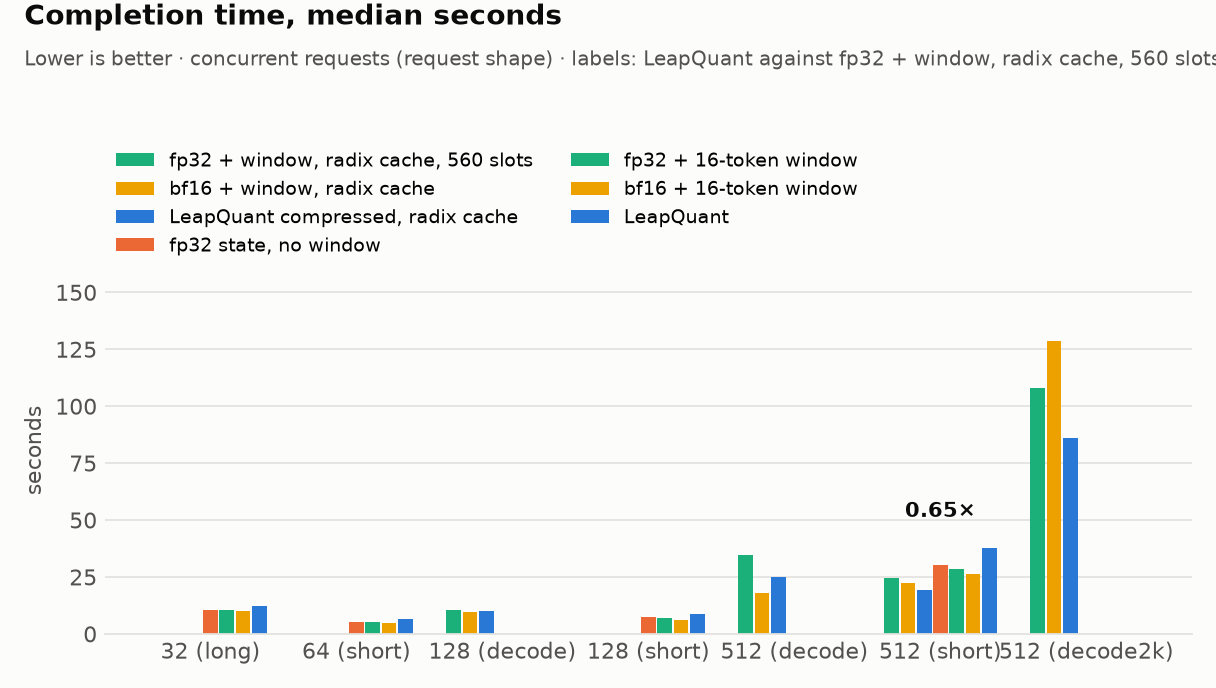 Completion time, median seconds
Lower is better · concurrent requests (request shape) · labels: LeapQuant against fp32 + window, radix cache, 560 slots
fp32 + window, radix cache, 560 slots
bf16 + window, radix cache
LeapQuant compressed, radix cache
fp32 state, no window
fp32 + 16-token window
bf16 + 16-token window
LeapQuant
150
125
100
75
50
25
0
seconds
0.65×
32 (long)
64 (short)
128 (decode)
128 (short)
512 (decode)
512 (short)
512 (decode2k)